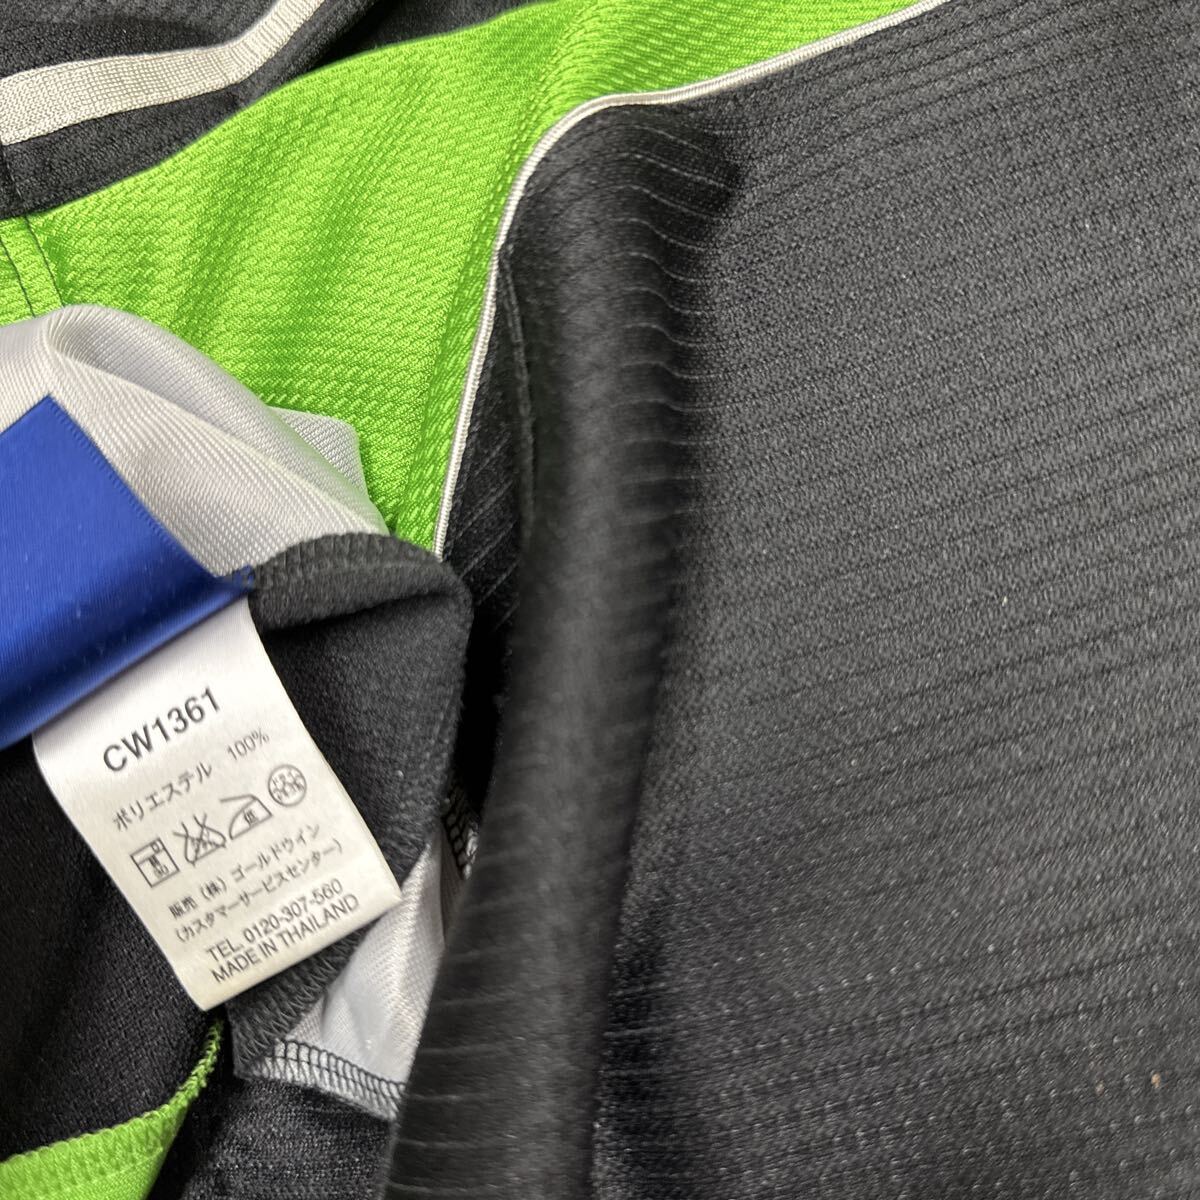 CW1361
ポリエステル 100%
低
販売 (株) ゴールドウイン
(カスタマーサービスセンター)
TEL. 0120-307-560
MADE IN THAILAND